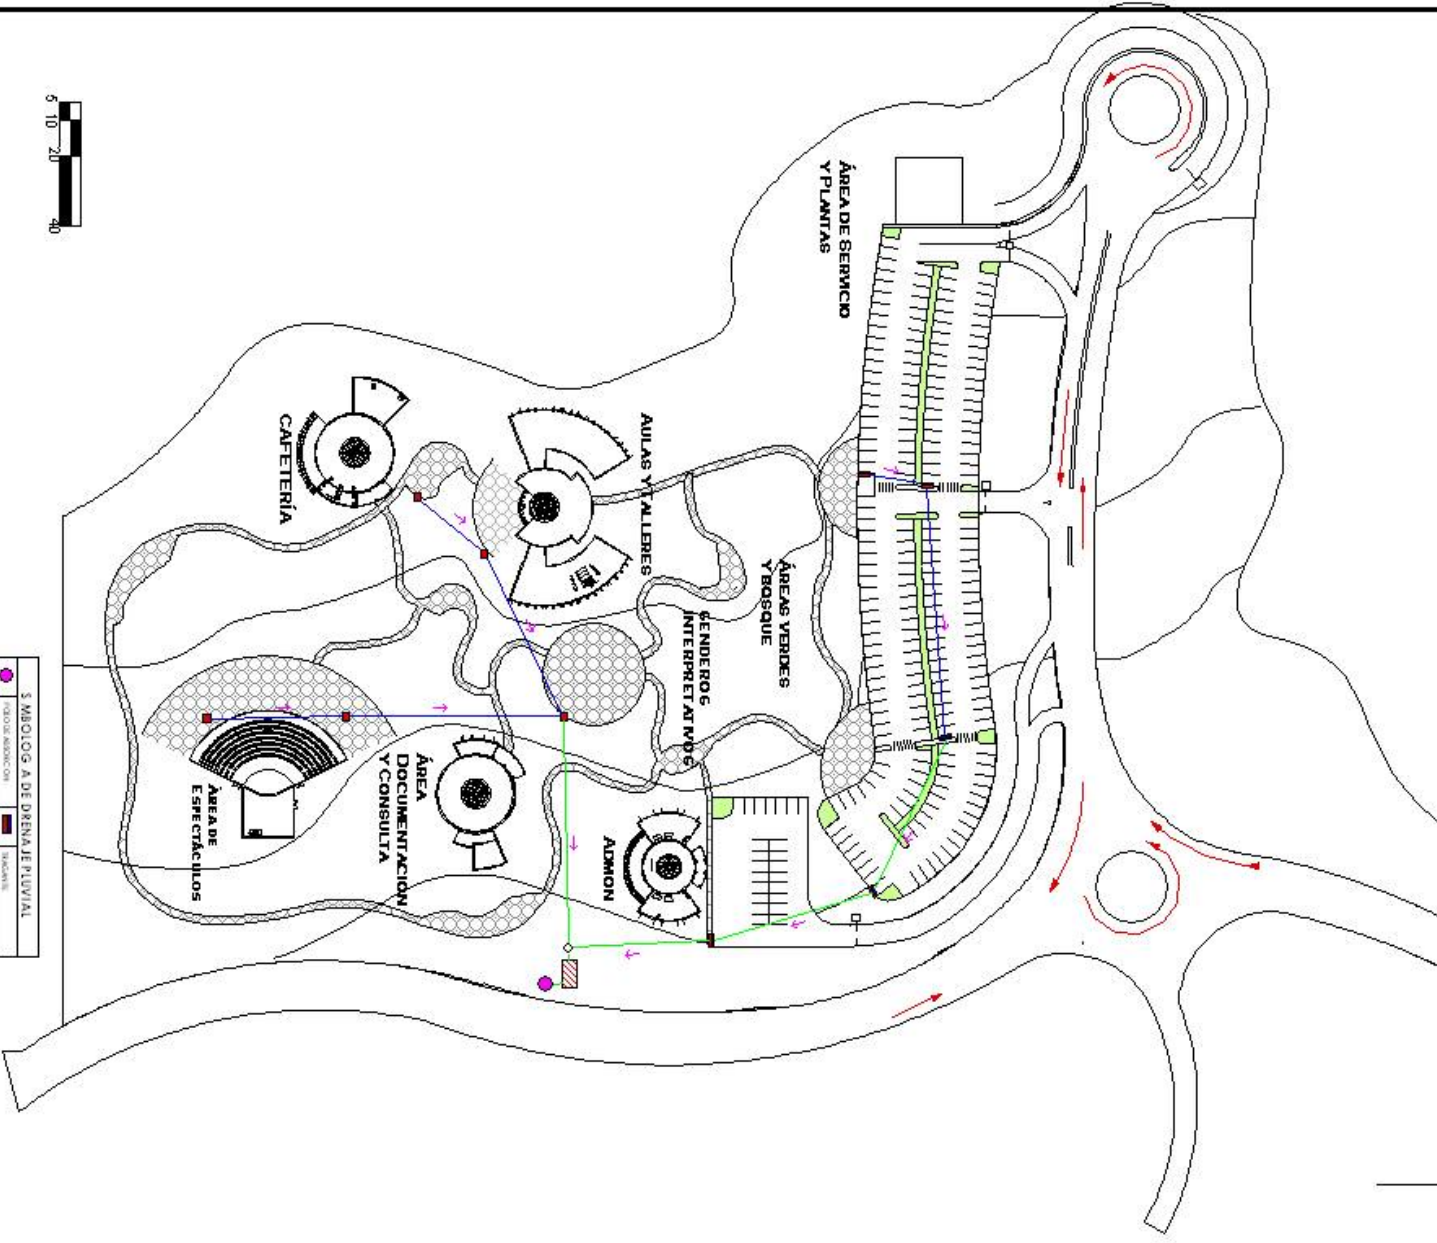 5 10 20 40
ÁREA DE SERVICIO
Y PLANTAS
CAFETERÍA
AULAS Y TALLERES
ÁREAS VERDES
Y BOSQUE
SENDEROS
INTERPRETATIVOS
ÁREA
DOCUMENTACIÓN
Y CONSULTA
ÁREA DE
ESPECTÁCULOS
ADMON
SIMBOLOGIA DE DRENAJE PLUVIAL